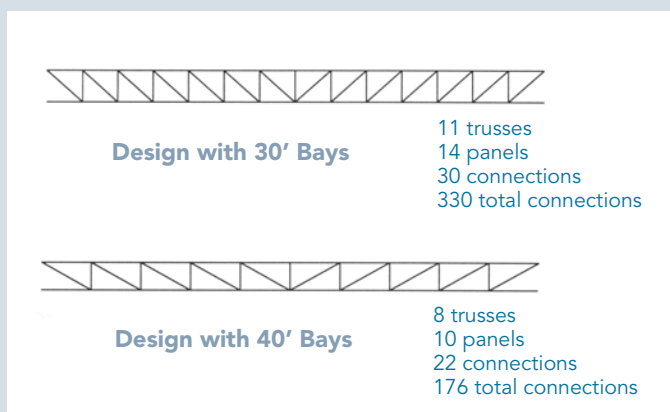 Design with 30’ Bays
11 trusses
14 panels
30 connections
330 total connections
Design with 40’ Bays
8 trusses
10 panels
22 connections
176 total connections